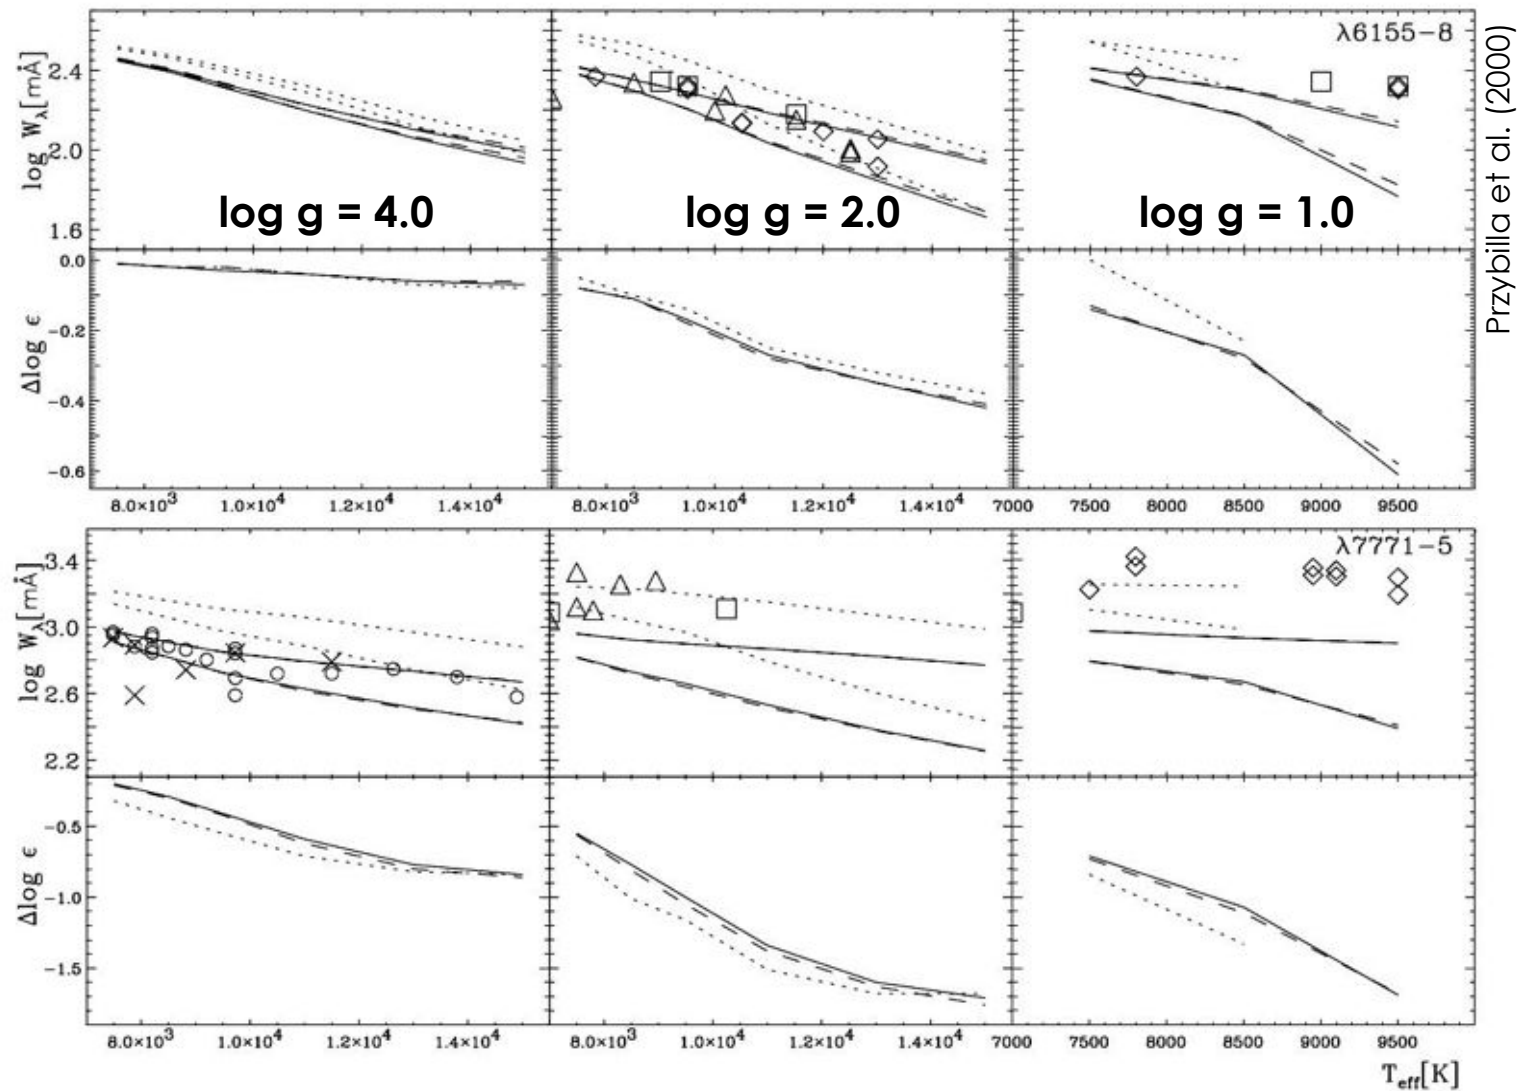 λ6155-8
log W_λ[mÅ]
2.4
2.0
1.6
log g = 4.0
log g = 2.0
log g = 1.0
Przybilla et al. (2000)
Δlog ϵ
0.0
-0.2
-0.4
-0.6
8.0×10³ 1.0×10⁴ 1.2×10⁴ 1.4×10⁴ 8.0×10³ 1.0×10⁴ 1.2×10⁴ 1.4×10⁴ 7000 7500 8000 8500 9000 9500
λ7771-5
log W_λ[mÅ]
3.4
3.0
2.6
2.2
Δlog ϵ
-0.5
-1.0
-1.5
8.0×10³ 1.0×10⁴ 1.2×10⁴ 1.4×10⁴ 8.0×10³ 1.0×10⁴ 1.2×10⁴ 1.4×10⁴ 7000 7500 8000 8500 9000 9500
T_eff[K]